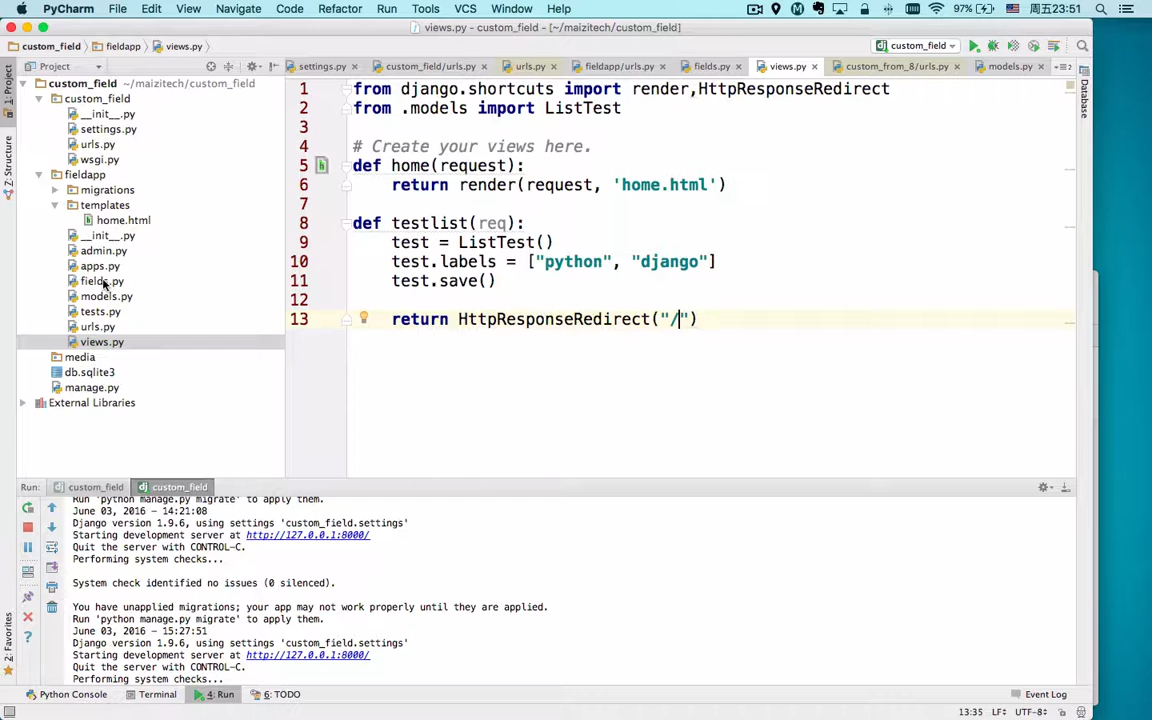 PyCharm File Edit View Navigate Code Refactor Run Tools VCS Window Help 97% 周五23:51
views.py - custom_field - [~/maizitech/custom_field]
custom_field fieldapp views.py custom_field
Project settings.py custom_field/urls.py urls.py fieldapp/urls.py fields.py views.py custom_from_8/urls.py models.py
1: Project
Z: Structure
2: Favorites
Database
custom_field (~/maizitech/custom_field)
custom_field
__init__.py
settings.py
urls.py
wsgi.py
fieldapp
migrations
templates
home.html
__init__.py
admin.py
apps.py
fields.py
models.py
tests.py
urls.py
views.py
media
db.sqlite3
manage.py
External Libraries
1 from django.shortcuts import render,HttpResponseRedirect
2 from .models import ListTest
3
4 # Create your views here.
5 def home(request):
6 return render(request, 'home.html')
8 def testlist(req):
9 test = ListTest()
10 test.labels = ["python", "django"]
11 test.save()
12
13 return HttpResponseRedirect("/")
Run: custom_field custom_field
Run 'python manage.py migrate' to apply them.
June 03, 2016 - 14:21:08
Django version 1.9.6, using settings 'custom_field.settings'
Starting development server at http://127.0.0.1:8000/
Quit the server with CONTROL-C.
Performing system checks...
System check identified no issues (0 silenced).
You have unapplied migrations; your app may not work properly until they are applied.
Run 'python manage.py migrate' to apply them.
June 03, 2016 - 15:27:51
Django version 1.9.6, using settings 'custom_field.settings'
Starting development server at http://127.0.0.1:8000/
Quit the server with CONTROL-C.
Performing system checks...
Python Console Terminal 4: Run 6: TODO Event Log
13:35 LF÷ UTF-8÷